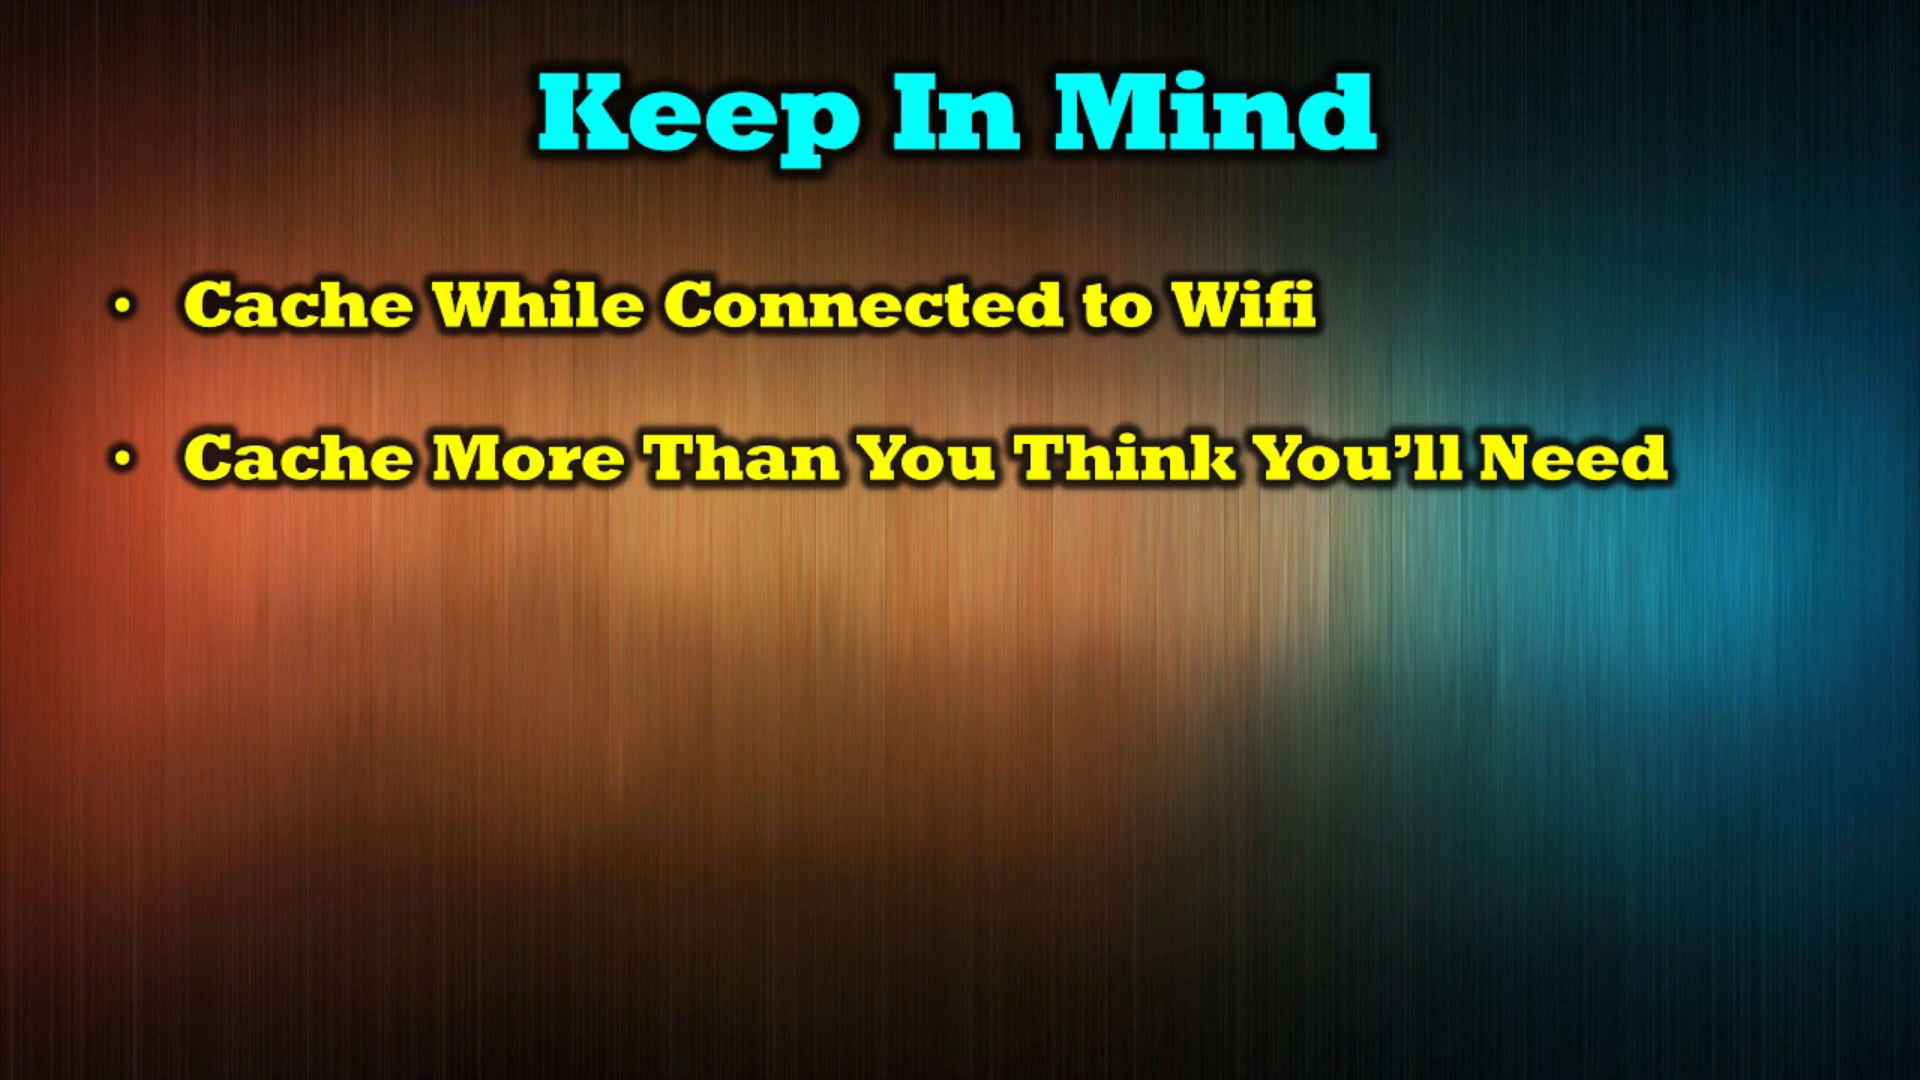 Keep In Mind
• Cache While Connected to Wifi
• Cache More Than You Think You’ll Need